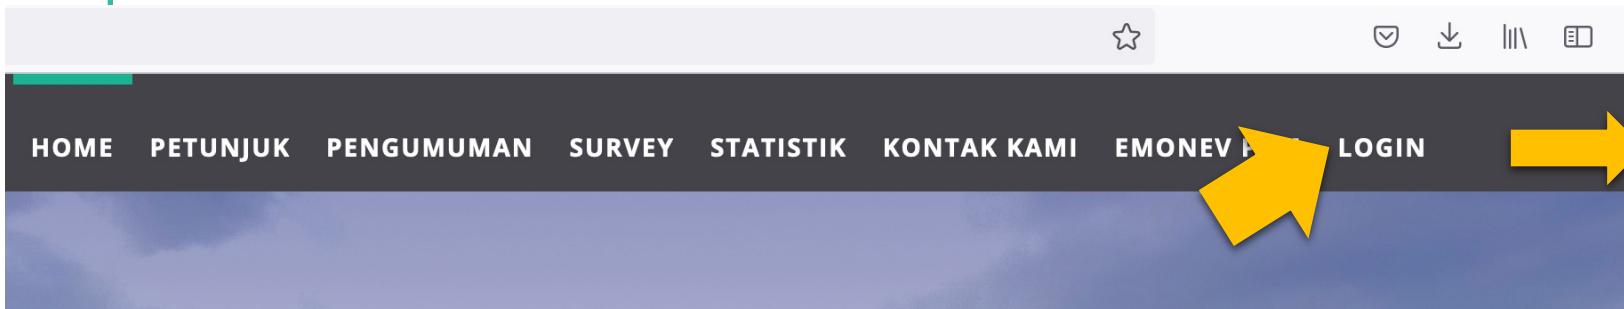 HOME PETUNJUK PENGUMUMAN SURVEY STATISTIK KONTAK KAMI EMONEV LOGIN